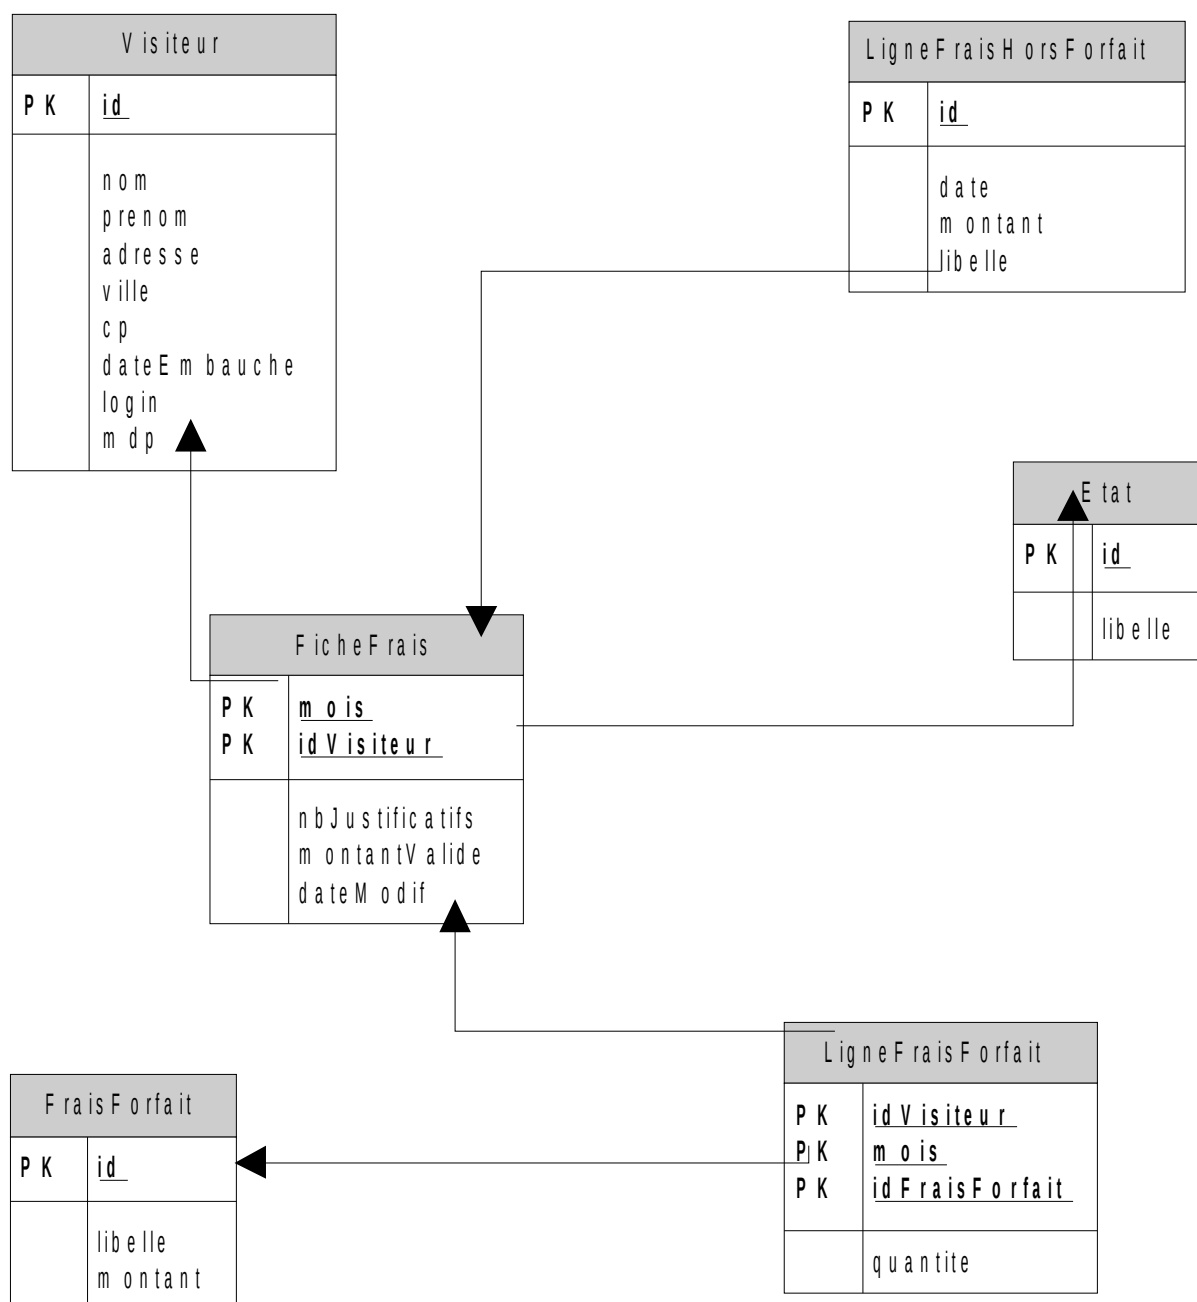 Visiteur
PK id
nom
prenom
adresse
ville
cp
dateEmbauche
login
mdp
LigneFraisHorsForfait
PK id
date
montant
libelle
Etat
PK id
libelle
FicheFrais
PK mois
PK idVisiteur
nbJustificatifs
montantValide
dateModif
LigneFraisForfait
PK idVisiteur
PK mois
PK idFraisForfait
quantite
FraisForfait
PK id
libelle
montant